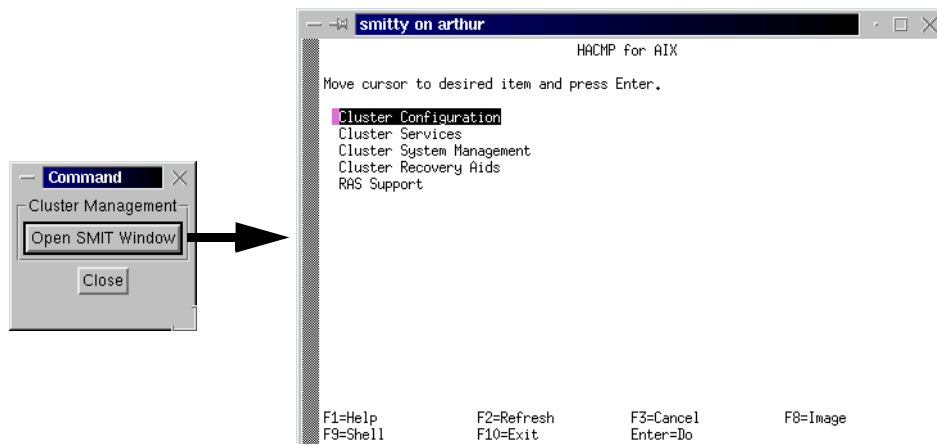 Command
Cluster Management
Open SMIT Window
Close
smitty on arthur
HACMP for AIX
Move cursor to desired item and press Enter.
Cluster Configuration
Cluster Services
Cluster System Management
Cluster Recovery Aids
RAS Support
F1=Help F2=Refresh F3=Cancel F8=Image
F9=Shell F10=Exit Enter=Do